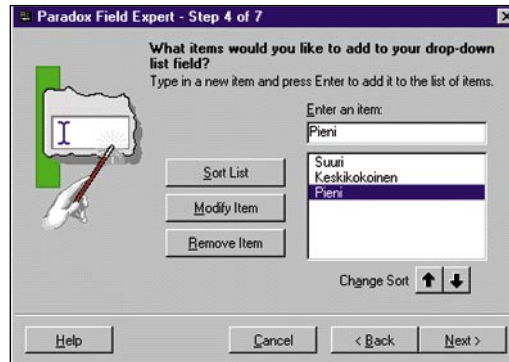 Paradox Field Expert - Step 4 of 7
What items would you like to add to your drop-down
list field?
Type in a new item and press Enter to add it to the list of items.
Enter an item:
Pieni
Suuri
Keskikokoinen
Pieni
Sort List
Modify Item
Remove Item
Change Sort
Help
Cancel
< Back
Next >